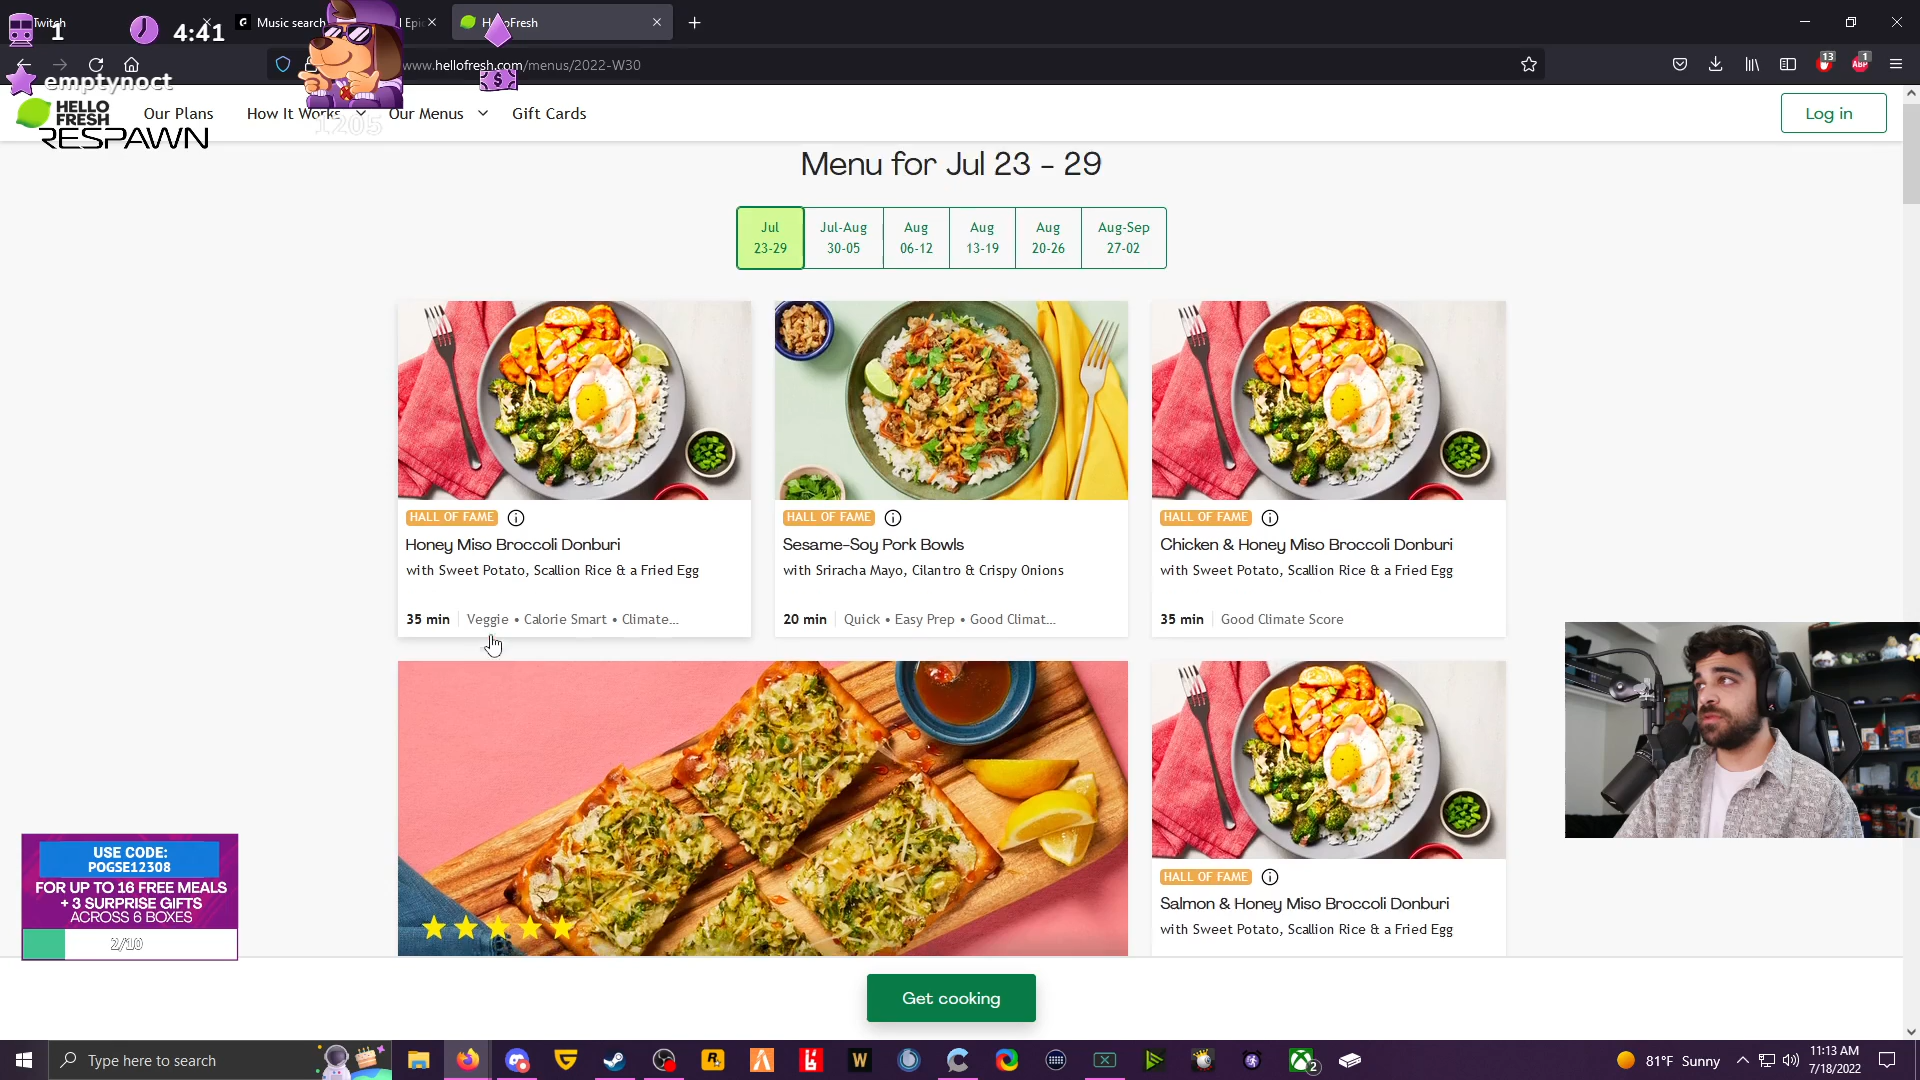 1
4:41
emptynoct
1205
RESPAWN
Twitch
Music search
Epi
HelloFresh
www.hellofresh.com/menus/2022-W30
13
1
ABP
HELLO
FRESH
Our Plans
How It Works
Our Menus
Gift Cards
Log in
Menu for Jul 23 - 29
Jul
23-29
Jul-Aug
30-05
Aug
06-12
Aug
13-19
Aug
20-26
Aug-Sep
27-02
HALL OF FAME
Honey Miso Broccoli Donburi
with Sweet Potato, Scallion Rice & a Fried Egg
35 min Veggie • Calorie Smart • Climate...
HALL OF FAME
Sesame-Soy Pork Bowls
with Sriracha Mayo, Cilantro & Crispy Onions
20 min Quick • Easy Prep • Good Climat...
HALL OF FAME
Chicken & Honey Miso Broccoli Donburi
with Sweet Potato, Scallion Rice & a Fried Egg
35 min Good Climate Score
HALL OF FAME
Salmon & Honey Miso Broccoli Donburi
with Sweet Potato, Scallion Rice & a Fried Egg
USE CODE:
POGSE12308
FOR UP TO 16 FREE MEALS
+ 3 SURPRISE GIFTS
ACROSS 6 BOXES
2/10
Get cooking
Type here to search
2
81°F Sunny
11:13 AM
7/18/2022